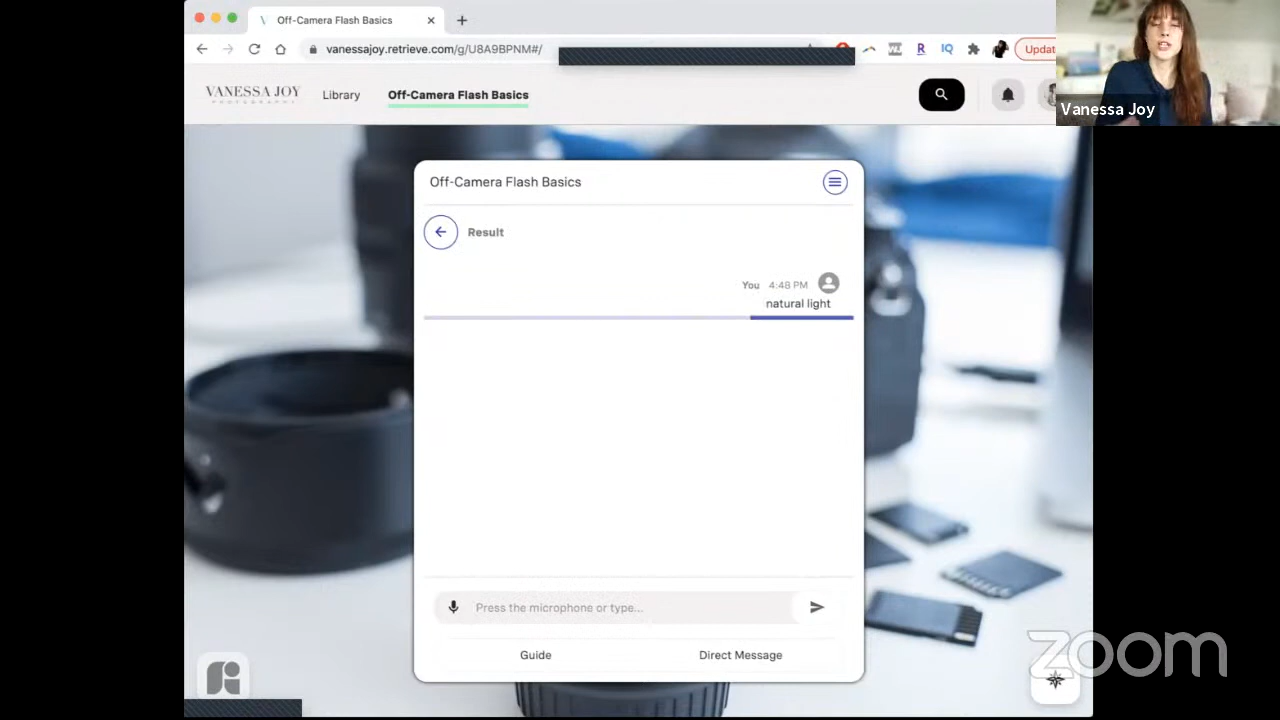 Off-Camera Flash Basics
vanessajoy.retrieve.com/g/U8A9BPNM#/
IQ
Updat
VANESSA JOY
PHOTOGRAPHY
Library
Off-Camera Flash Basics
Vanessa Joy
Off-Camera Flash Basics
Result
You 4:48 PM
natural light
Press the microphone or type...
Guide
Direct Message
zoom